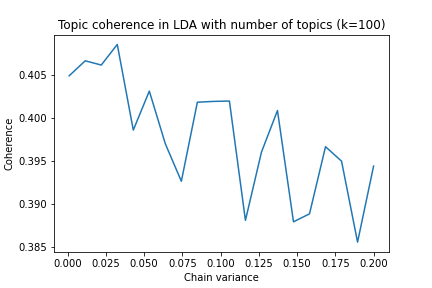 Topic coherence in LDA with number of topics (k=100)
0.405
0.400
0.395
0.390
0.385
Coherence
0.000 0.025 0.050 0.075 0.100 0.125 0.150 0.175 0.200
Chain variance